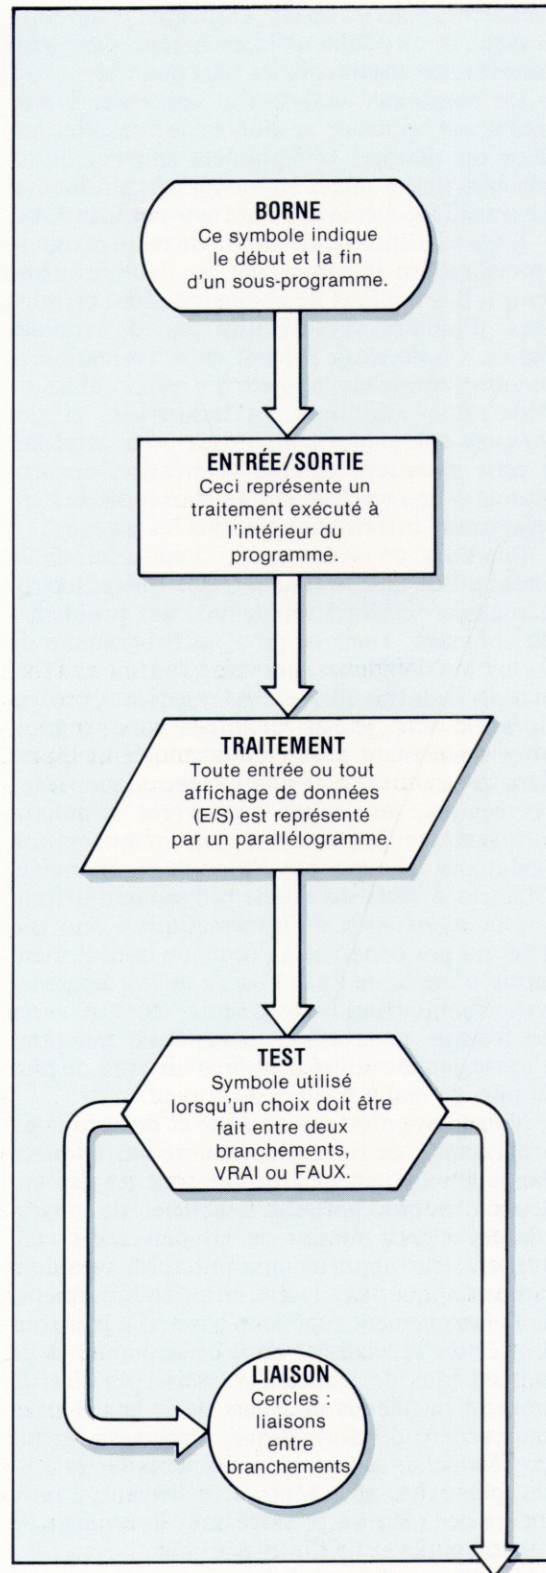 BORNE
Ce symbole indique
le début et la fin
d'un sous-programme.
ENTRÉE/SORTIE
Ceci représente un
traitement exécuté à
l'intérieur du
programme.
TRAITEMENT
Toute entrée ou tout
affichage de données
(E/S) est représenté
par un parallélogramme.
TEST
Symbole utilisé
lorsqu'un choix doit être
fait entre deux
branchements,
VRAI ou FAUX.
LIAISON
Cercles :
liaisons
entre
branchements